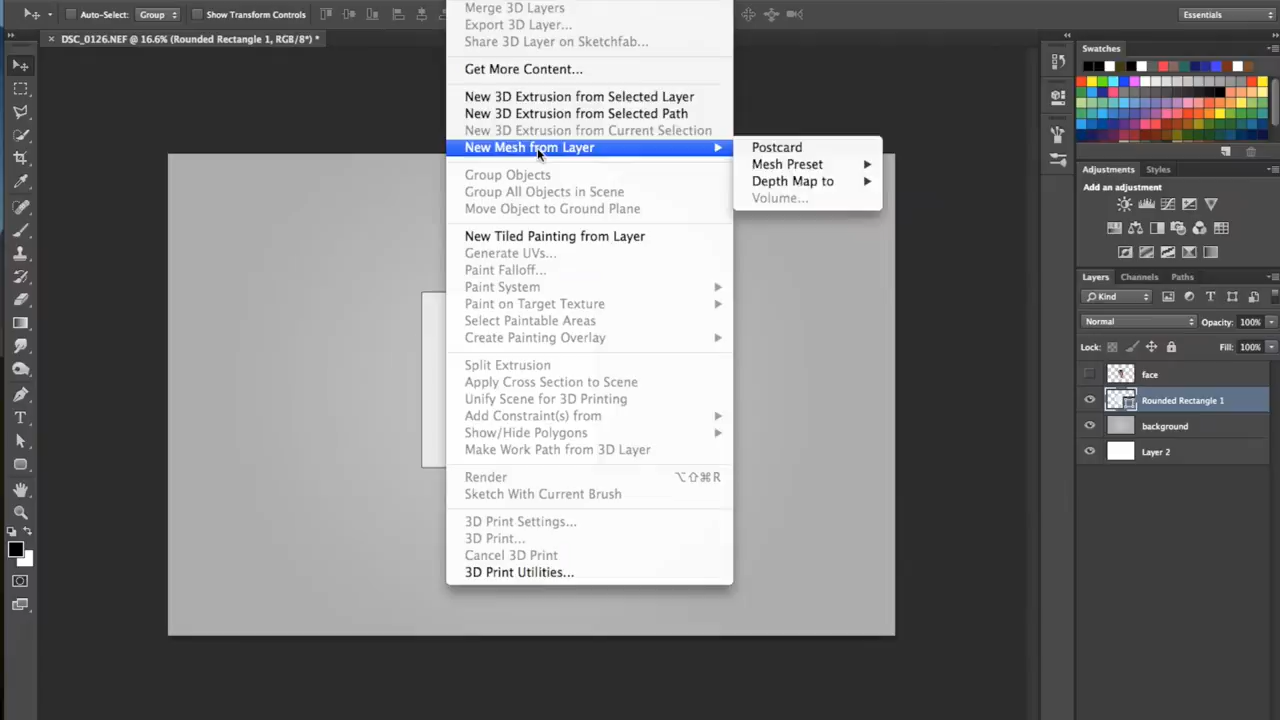 Auto-Select:
Group
Show Transform Controls
Essentials
× DSC_0126.NEF @ 16.6% (Rounded Rectangle 1, RGB/8*) *
Merge 3D Layers
Export 3D Layer...
Share 3D Layer on Sketchfab...
Get More Content...
New 3D Extrusion from Selected Layer
New 3D Extrusion from Selected Path
New 3D Extrusion from Current Selection
New Mesh from Layer
Group Objects
Group All Objects in Scene
Move Object to Ground Plane
New Tiled Painting from Layer
Generate UVs...
Paint Falloff...
Paint System
Paint on Target Texture
Select Paintable Areas
Create Painting Overlay
Split Extrusion
Apply Cross Section to Scene
Unify Scene for 3D Printing
Add Constraint(s) from
Show/Hide Polygons
Make Work Path from 3D Layer
Render ⌥⇧⌘R
Sketch With Current Brush
3D Print Settings...
3D Print...
Cancel 3D Print
3D Print Utilities...
Postcard
Mesh Preset
Depth Map to
Volume...
Swatches
Adjustments Styles
Add an adjustment
Layers Channels Paths
Kind
Normal Opacity: 100%
Lock: Fill: 100%
face
Rounded Rectangle 1
background
Layer 2